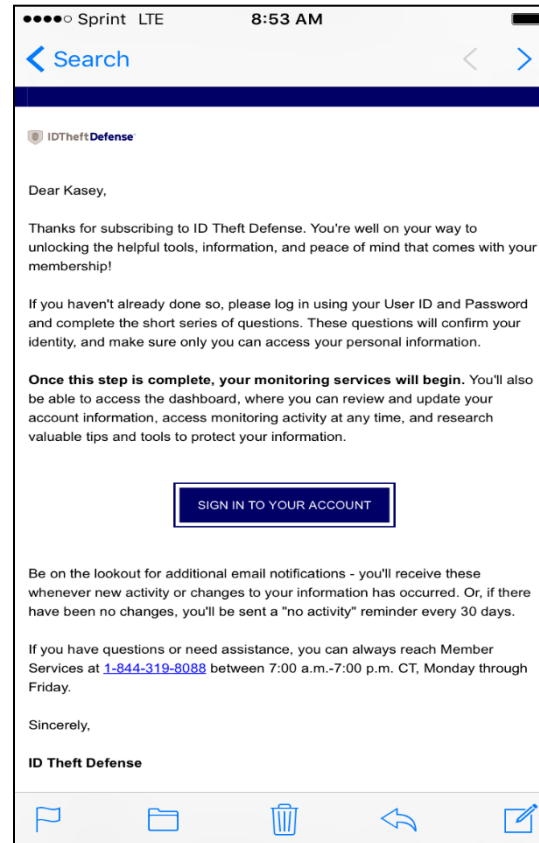 Sprint LTE 8:53 AM
Search
IDTheftDefense
Dear Kasey,
Thanks for subscribing to ID Theft Defense. You're well on your way to
unlocking the helpful tools, information, and peace of mind that comes with your
membership!
If you haven't already done so, please log in using your User ID and Password
and complete the short series of questions. These questions will confirm your
identity, and make sure only you can access your personal information.
Once this step is complete, your monitoring services will begin. You'll also
be able to access the dashboard, where you can review and update your
account information, access monitoring activity at any time, and research
valuable tips and tools to protect your information.
SIGN IN TO YOUR ACCOUNT
Be on the lookout for additional email notifications - you'll receive these
whenever new activity or changes to your information has occurred. Or, if there
have been no changes, you'll be sent a "no activity" reminder every 30 days.
If you have questions or need assistance, you can always reach Member
Services at 1-844-319-8088 between 7:00 a.m.-7:00 p.m. CT, Monday through
Friday.
Sincerely,
ID Theft Defense